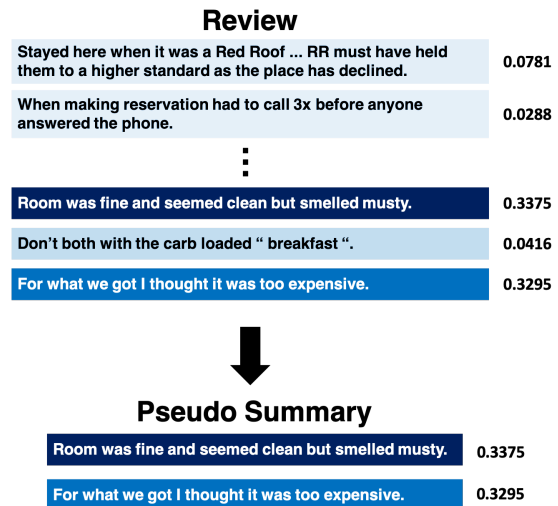 Review
Stayed here when it was a Red Roof ... RR must have held
them to a higher standard as the place has declined.
0.0781
When making reservation had to call 3x before anyone
answered the phone.
0.0288
Room was fine and seemed clean but smelled musty.
0.3375
Don’t both with the carb loaded “ breakfast “.
0.0416
For what we got I thought it was too expensive.
0.3295
Pseudo Summary
Room was fine and seemed clean but smelled musty.
0.3375
For what we got I thought it was too expensive.
0.3295